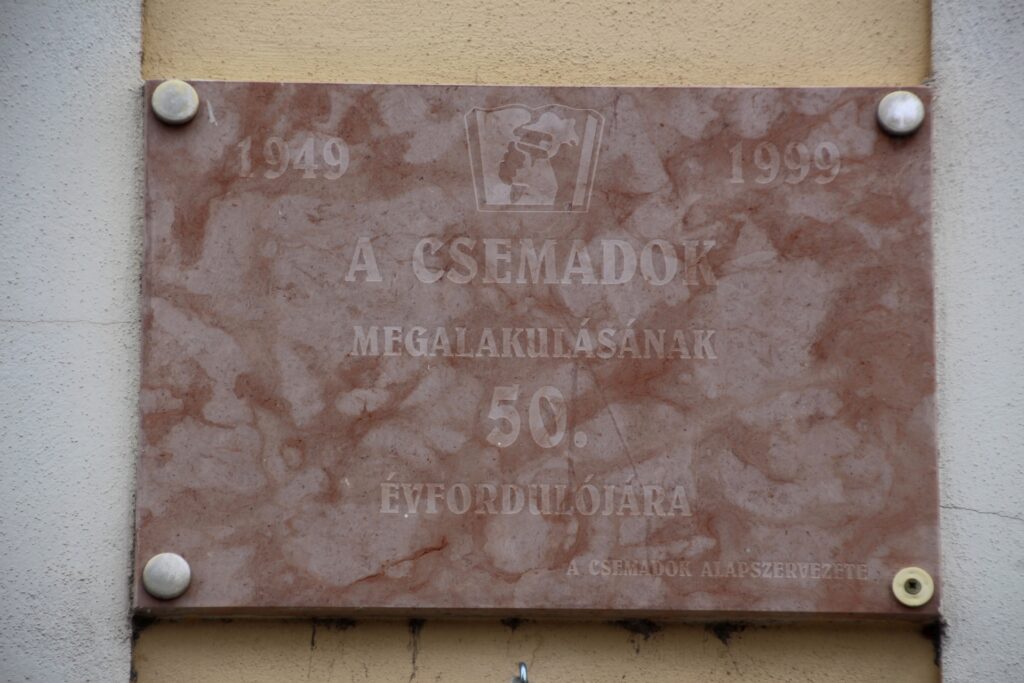 1949 1999
A CSEMADOK
MEGALAKULÁSÁNAK
50.
ÉVFORDULÓJÁRA
A CSEMADOK ALAPSZERVEZETE